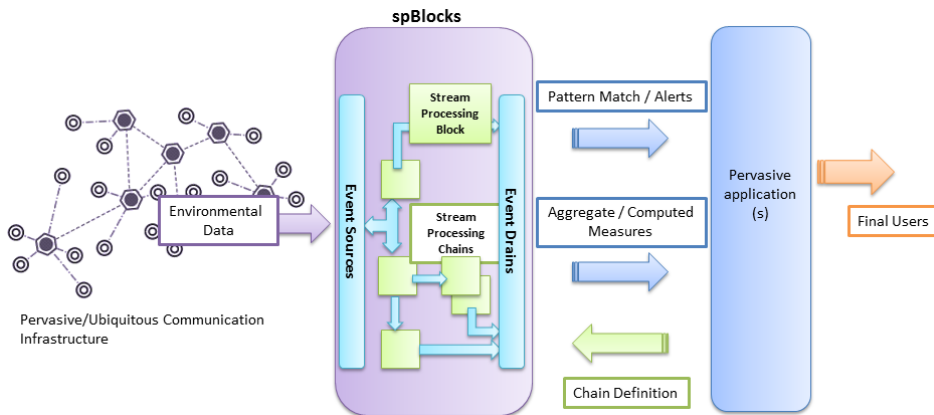 spBlocks
Stream
Processing
Block
Pattern Match / Alerts
Event Sources
Event Drains
Pervasive
application
(s)
Environmental
Data
Stream
Processing
Chains
Aggregate / Computed
Measures
Final Users
Pervasive/Ubiquitous Communication
Infrastructure
Chain Definition